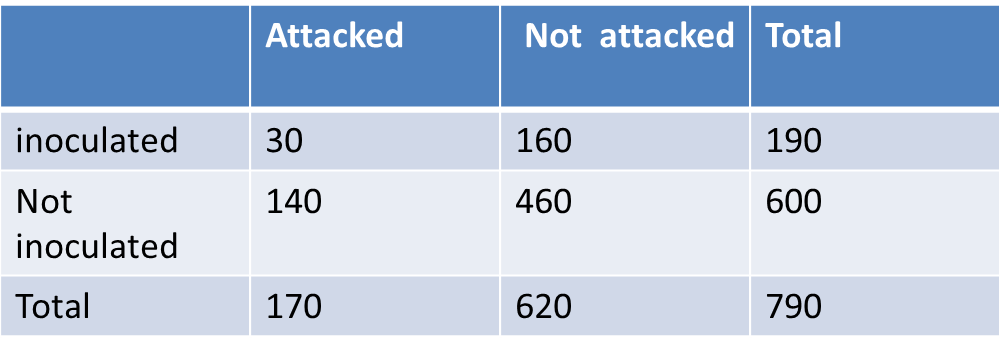 Attacked Not attacked Total
inoculated 30 160 190
Not 140 460 600
inoculated
Total 170 620 790